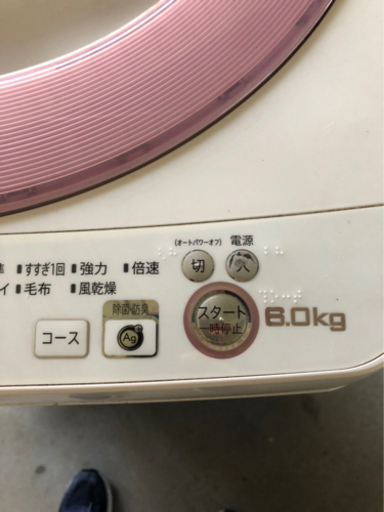 (オートパワーオフ) 電源
切 入
準 ■すすぎ1回 ■強力 ■倍速
イ ■毛布 ■風乾燥
コース
除菌・防臭
Ag+
スタート
一時停止
6.0kg